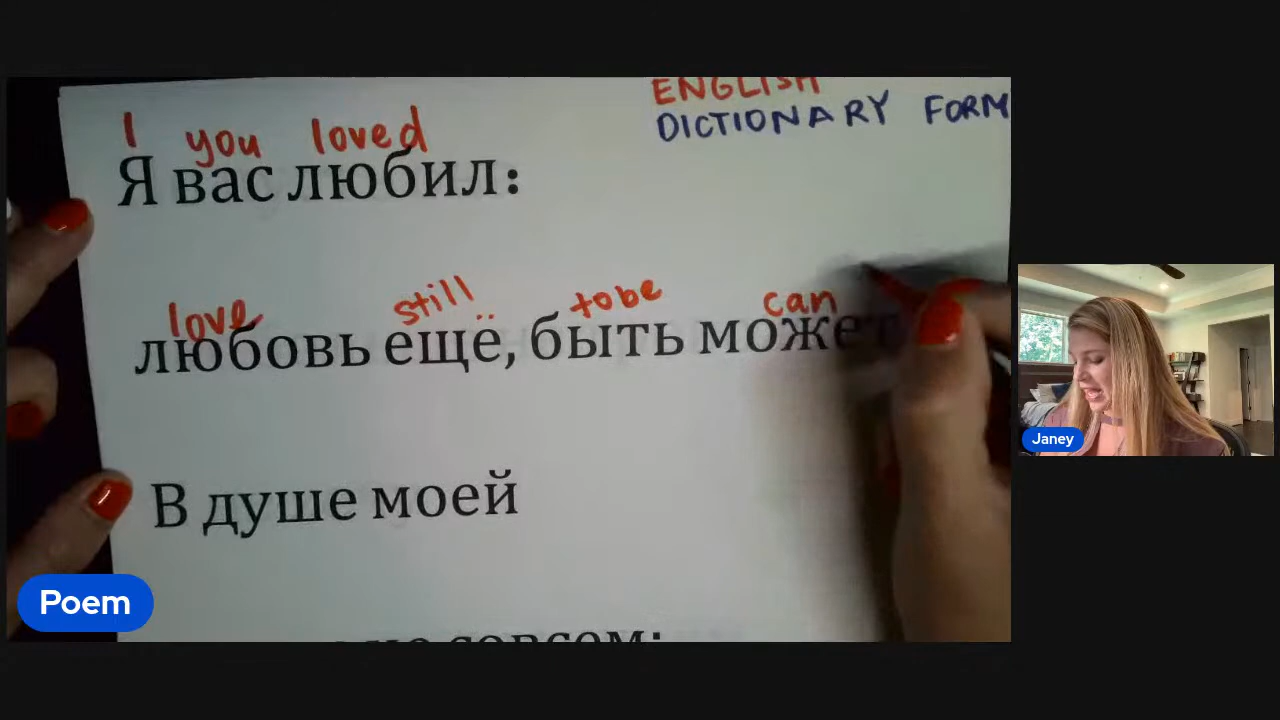 ENGLISH
DICTIONARY FORM
I you loved
Я вас любил:
love still to be can
любовь ещё, быть может
В душе моей
совсем:
Poem
Janey